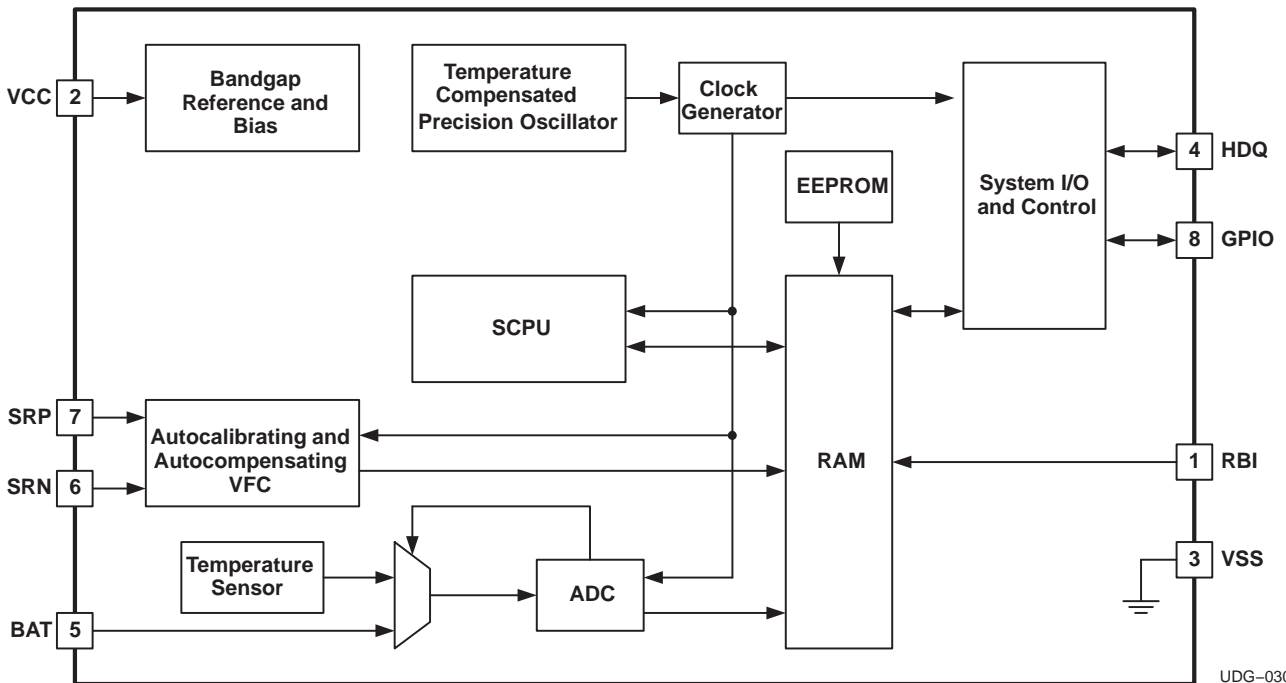 VCC 2
Bandgap
Reference and
Bias
Temperature
Compensated
Precision Oscillator
Clock
Generator
EEPROM
System I/O
and Control
4 HDQ
8 GPIO
SCPU
SRP 7
SRN 6
Autocalibrating and
Autocompensating
VFC
RAM
1 RBI
Temperature
Sensor
ADC
3 VSS
BAT 5
UDG–030